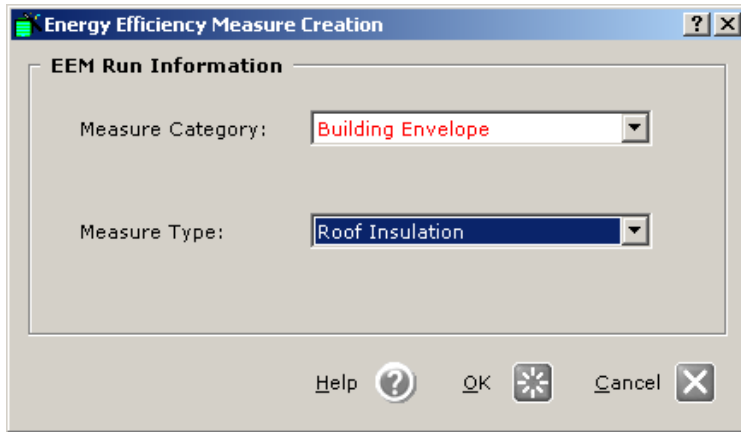 Energy Efficiency Measure Creation
EEM Run Information
Measure Category: Building Envelope
Measure Type: Roof Insulation
Help ? OK Cancel